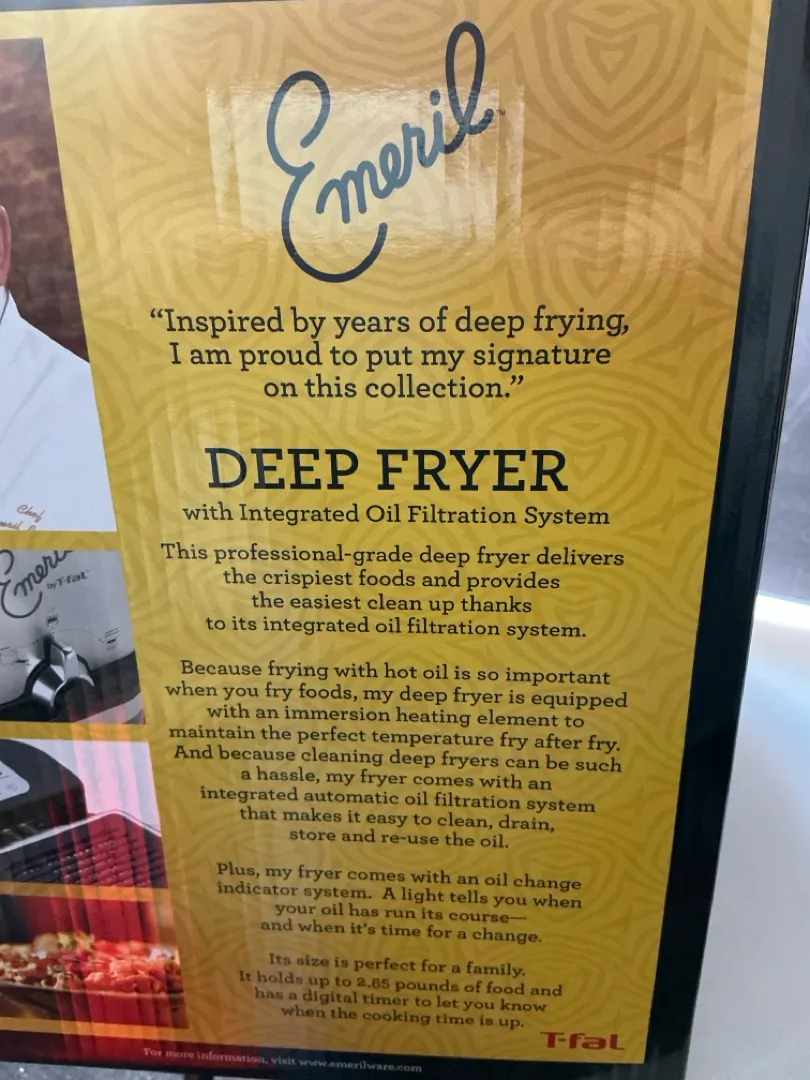 Emeril™
“Inspired by years of deep frying,
I am proud to put my signature
on this collection.”
DEEP FRYER
with Integrated Oil Filtration System
This professional-grade deep fryer delivers
the crispiest foods and provides
the easiest clean up thanks
to its integrated oil filtration system.
Because frying with hot oil is so important
when you fry foods, my deep fryer is equipped
with an immersion heating element to
maintain the perfect temperature fry after fry.
And because cleaning deep fryers can be such
a hassle, my fryer comes with an
integrated automatic oil filtration system
that makes it easy to clean, drain,
store and re-use the oil.
Plus, my fryer comes with an oil change
indicator system. A light tells you when
your oil has run its course—
and when it's time for a change.
Its size is perfect for a family.
It holds up to 2.65 pounds of food and
has a digital timer to let you know
when the cooking time is up.
T-fal
For more information, visit www.emerilware.com
Chef
Emeril
by T-fal